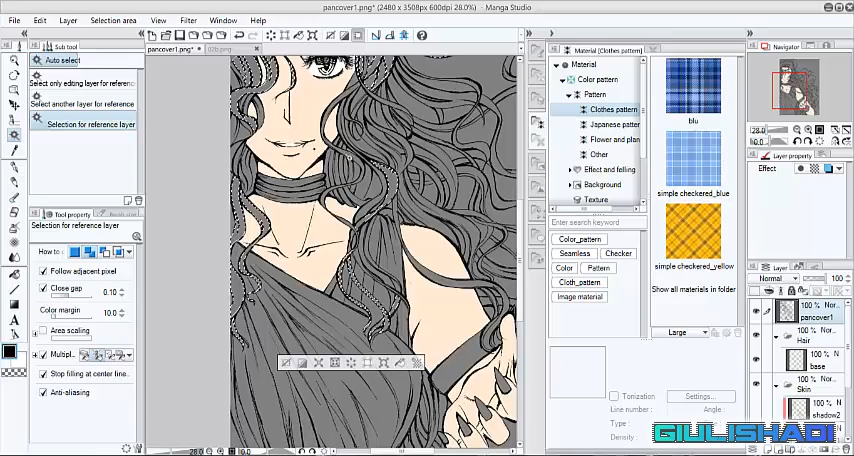 pancover1.png* (2480 x 3508px 600dpi 28.0%) - Manga Studio
File Edit Layer Selection area View Filter Window Help
pancover1.png* 02b.png
Sub tool
Auto select
Select only editing layer for reference
Select another layer for reference
Selection for reference layer
Tool property
Selection for reference layer
How to
Follow adjacent pixel
Close gap
0.10
Color margin
10.0
Area scaling
Multipl
Stop filling at center line...
Anti-aliasing
28.0
0.0
Material [Clothes pattern]
Material
Color pattern
Pattern
Clothes pattern
Japanese patter
Flower and plan
Other
Effect and felling
Background
Texture
Enter search keyword
Color_pattern
Seamless Checker
Color Pattern
Cloth_pattern
Image material
blu
simple checkered_blue
simple checkered_yellow
Show all materials in folder
Large
Tonization Settings...
Line number : Angle :
Type :
Density :
Navigator
28.0
0.0
Layer property
Effect
Layer
Normal 100
100 % Nor...
pancover1
100 % Nor...
Hair
100 % N
base
100 % Nor...
Skin
100 % N
shadow2
GIULISHADI